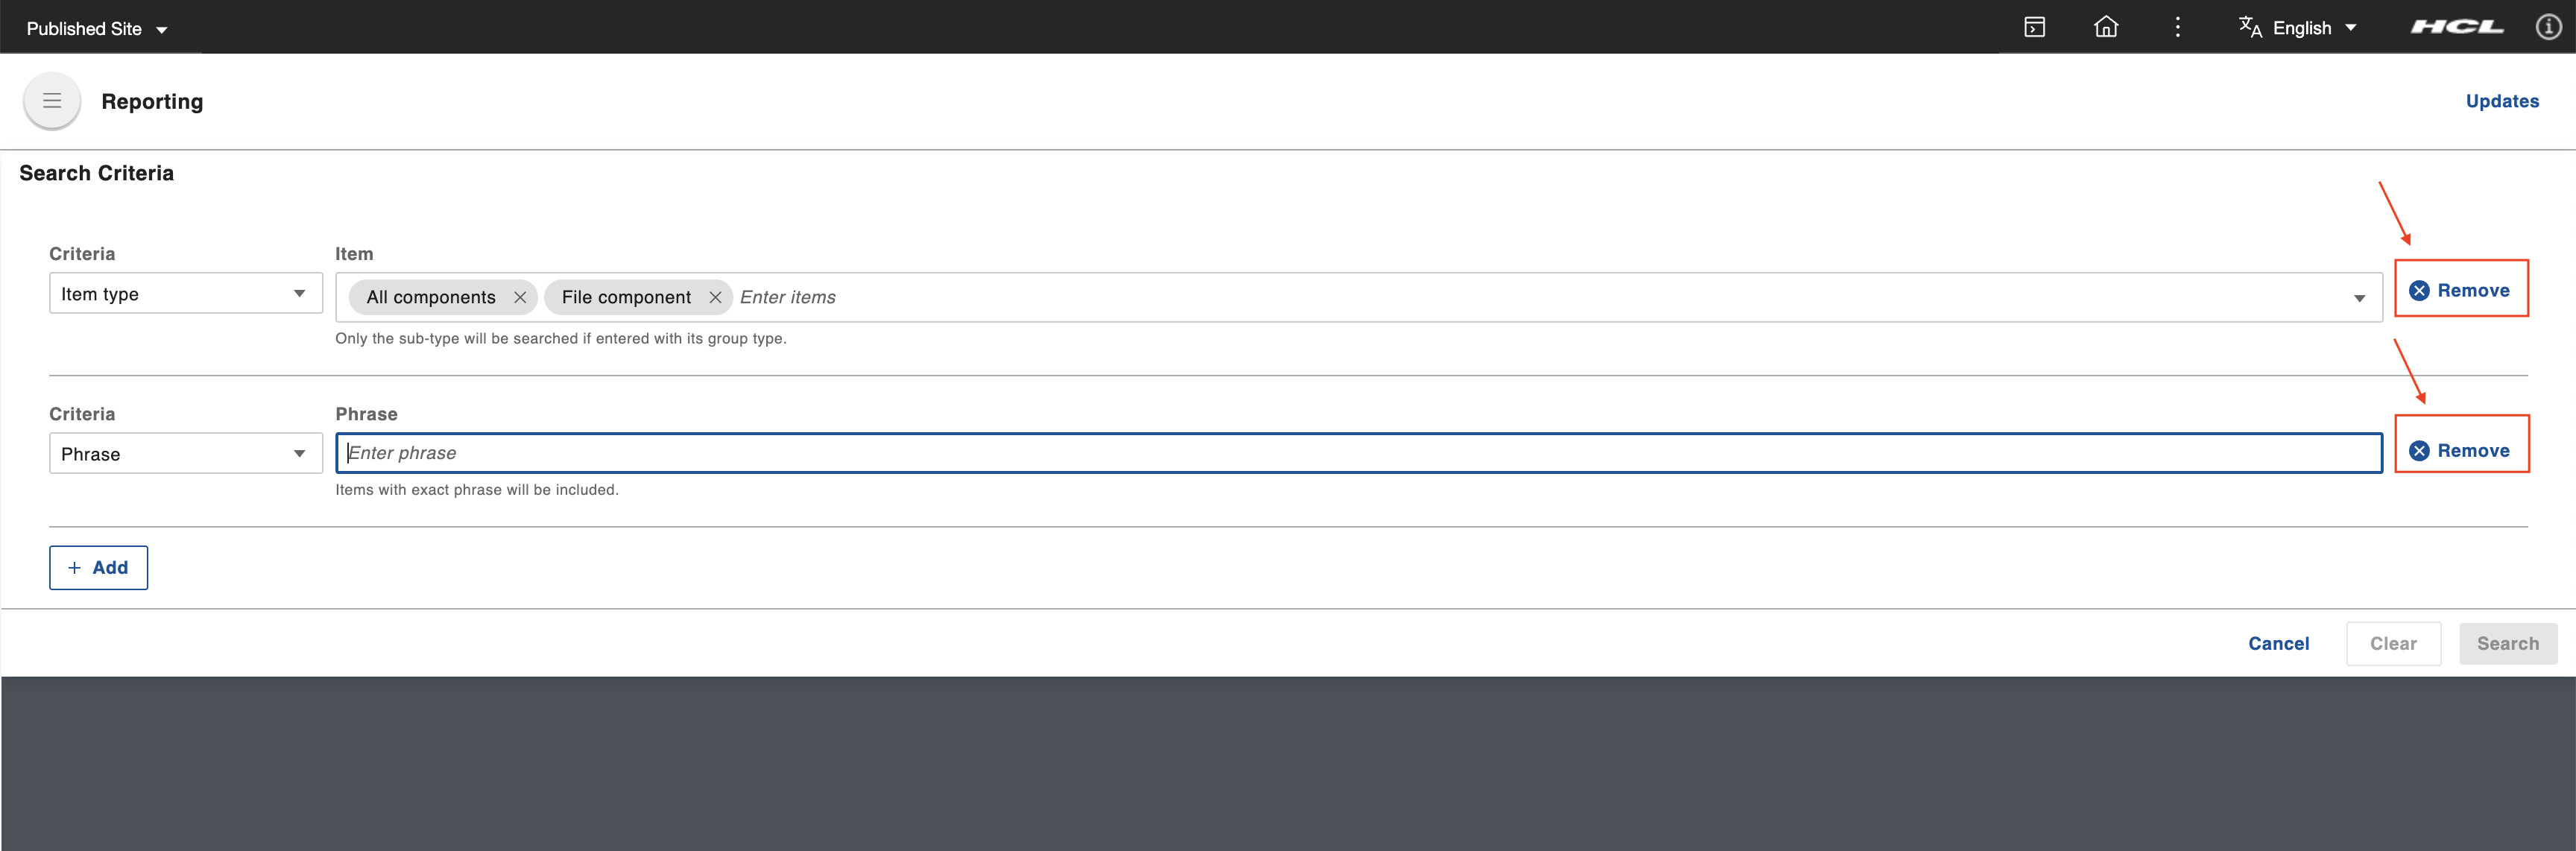 Published Site
English
HCL
Reporting
Updates
Search Criteria
Criteria
Item
Item type
All components
File component
Enter items
Remove
Only the sub-type will be searched if entered with its group type.
Criteria
Phrase
Phrase
Enter phrase
Remove
Items with exact phrase will be included.
+ Add
Cancel
Clear
Search